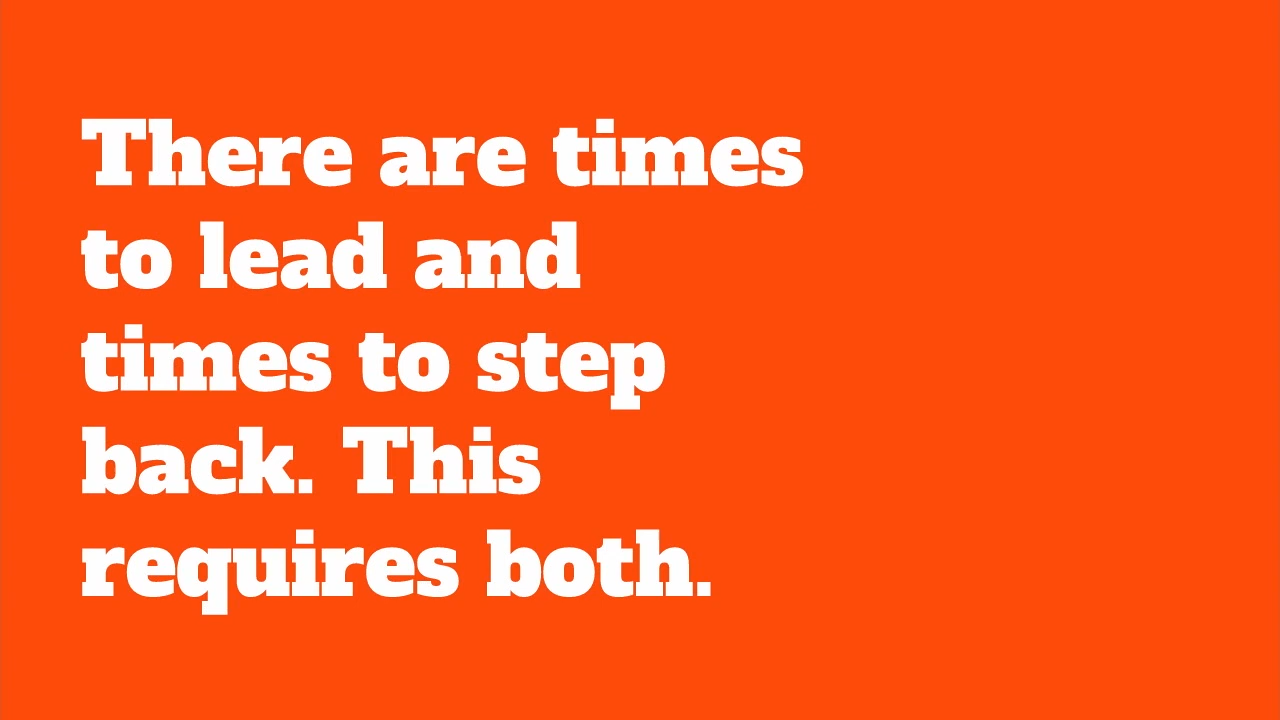 There are times
to lead and
times to step
back. This
requires both.